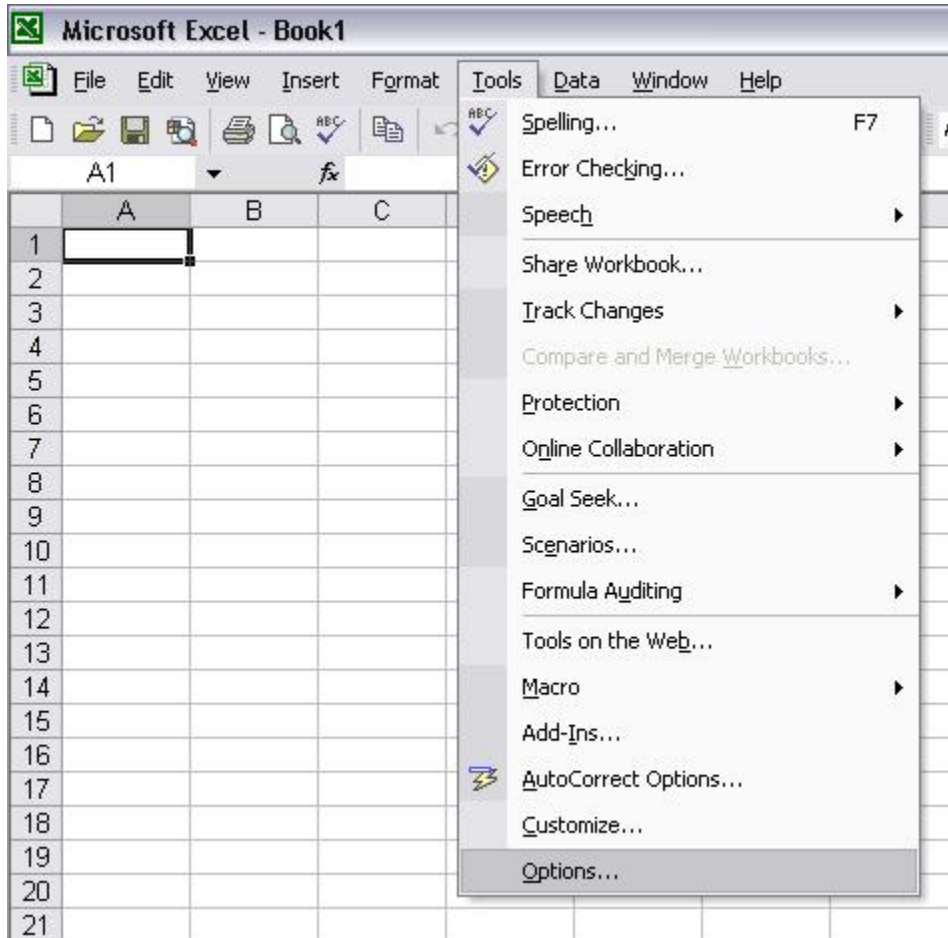 Microsoft Excel - Book1
File Edit View Insert Format Tools Data Window Help
ABC
A1 fx
A B C
1
2
3
4
5
6
7
8
9
10
11
12
13
14
15
16
17
18
19
20
21
ABC Spelling... F7
Error Checking...
Speech
Share Workbook...
Track Changes
Compare and Merge Workbooks...
Protection
Online Collaboration
Goal Seek...
Scenarios...
Formula Auditing
Tools on the Web...
Macro
Add-Ins...
AutoCorrect Options...
Customize...
Options...